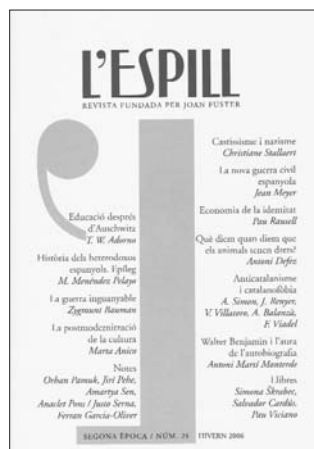 L'ESPILL
REVISTA FUNDADA PER JOAN FUSTER
Educació després
d'Auschwitz
T. W. Adorno
Història dels heterodoxos
espanyols. Epíleg
M. Menéndez Pelayo
La guerra inguanyable
Zygmunt Bauman
La postmodernització
de la cultura
Marta Anico
Notes
Orhan Pamuk, Jiri Pehe,
Amartya Sen,
Anaclet Pons / Justo Serna,
Ferran Garcia-Oliver
Castissisme i nazisme
Christiane Stallaert
La nova guerra civil
espanyola
Jean Meyer
Economia de la identitat
Pau Rausell
Què diem quan diem que
els animals tenen drets?
Antoni Defez
Anticatalanisme
i catalanofòbia
A. Simon, J. Renyer,
V. Villatoro, A. Balanzà,
F. Viadel
Walter Benjamin i l'aura
de l'autobiografia
Antoni Martí Monterde
Llibres
Simona Škrabec,
Salvador Cardús,
Pau Viciano
SEGONA ÈPOCA / NÚM. 24 HIVERN 2006